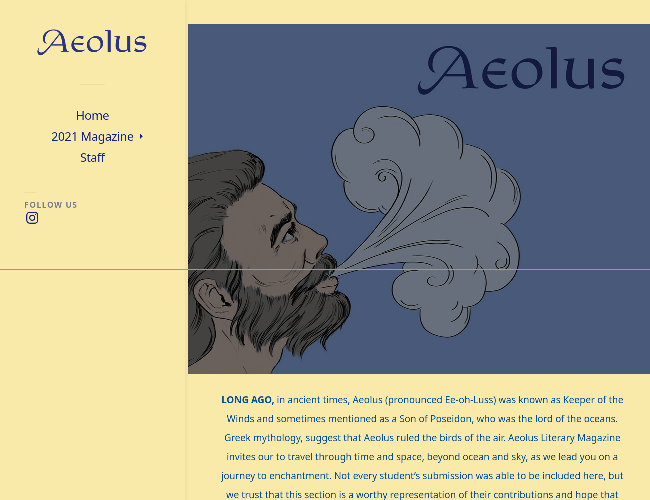 Aeolus
Home
2021 Magazine
Staff
FOLLOW US
Aeolus
LONG AGO, in ancient times, Aeolus (pronounced Ee-oh-Luss) was known as Keeper of the
Winds and sometimes mentioned as a Son of Poseidon, who was the lord of the oceans.
Greek mythology, suggest that Aeolus ruled the birds of the air. Aeolus Literary Magazine
invites our to travel through time and space, beyond ocean and sky, as we lead you on a
journey to enchantment. Not every student's submission was able to be included here, but
we trust that this section is a worthy representation of their contributions and hope that